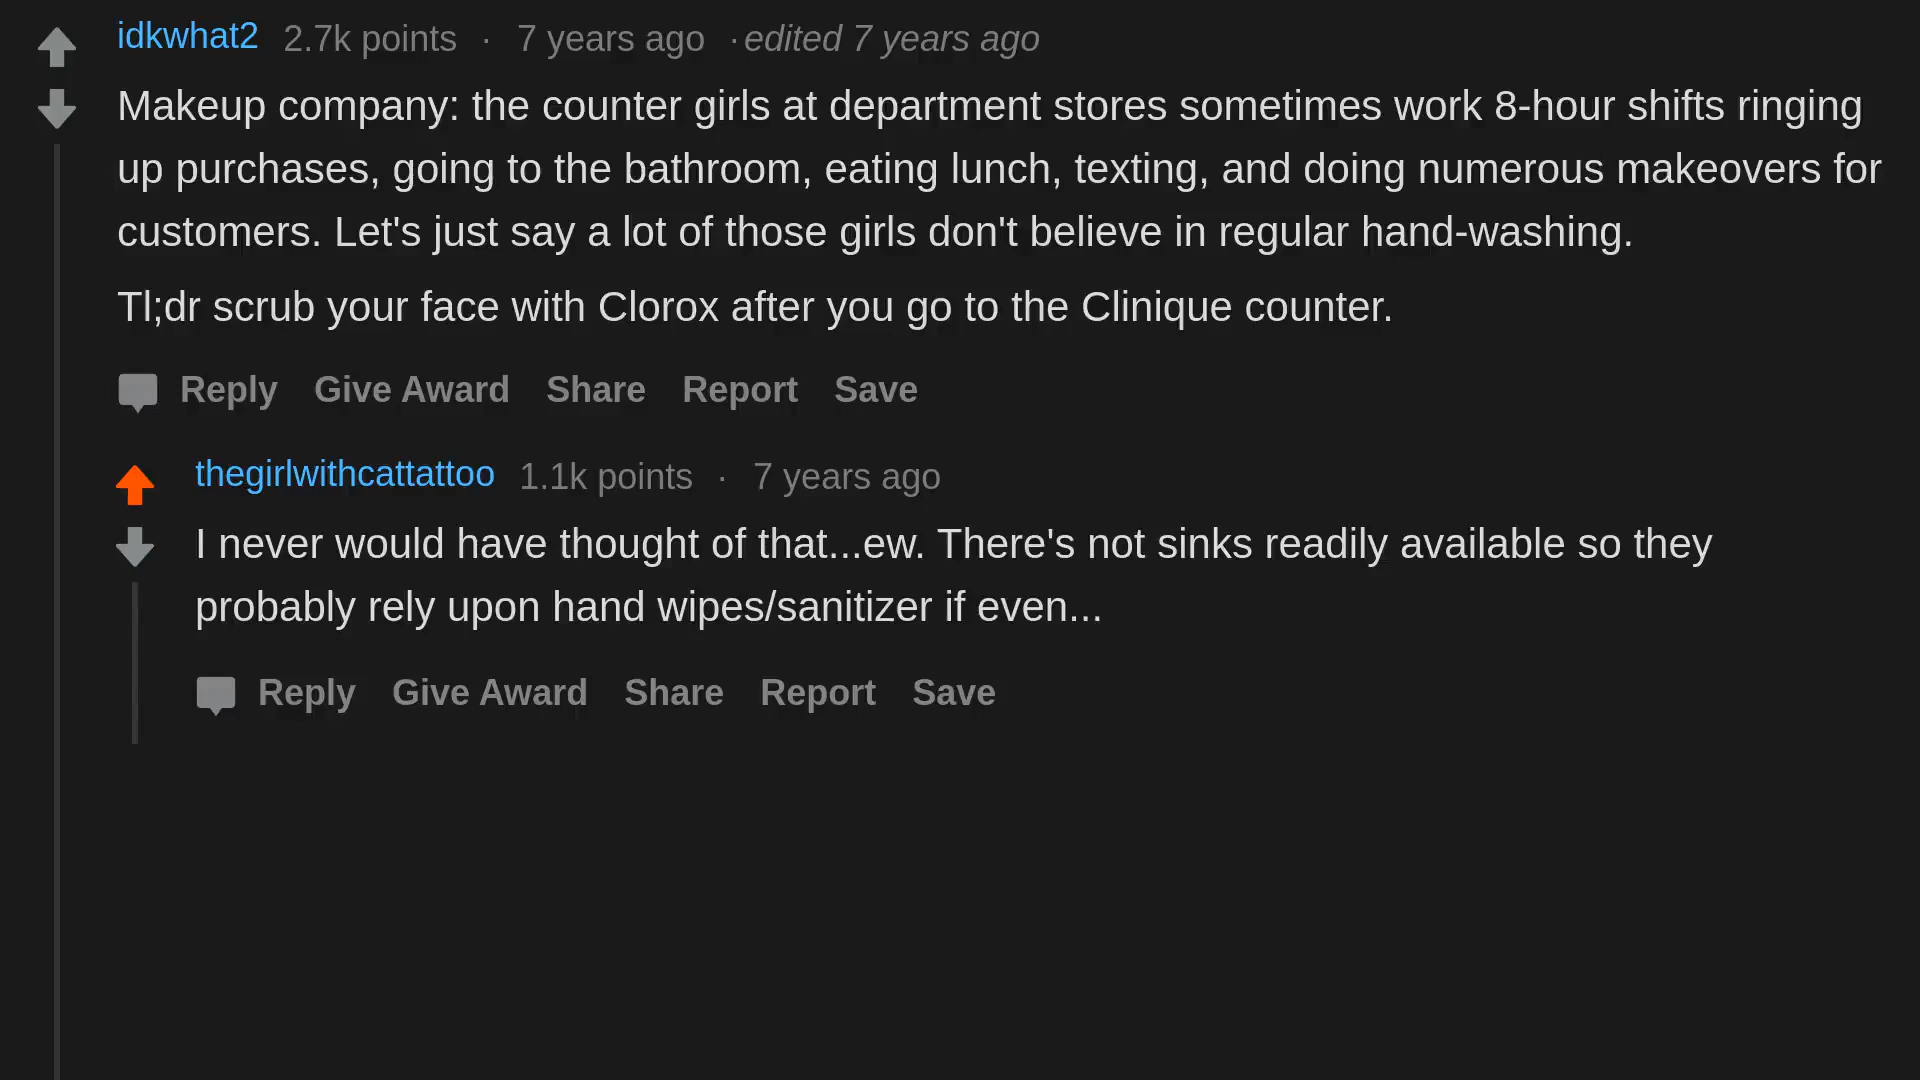 idkwhat2 2.7k points · 7 years ago · edited 7 years ago
Makeup company: the counter girls at department stores sometimes work 8-hour shifts ringing
up purchases, going to the bathroom, eating lunch, texting, and doing numerous makeovers for
customers. Let's just say a lot of those girls don't believe in regular hand-washing.
Tl;dr scrub your face with Clorox after you go to the Clinique counter.
Reply Give Award Share Report Save
thegirlwithcattattoo 1.1k points · 7 years ago
I never would have thought of that...ew. There's not sinks readily available so they
probably rely upon hand wipes/sanitizer if even...
Reply Give Award Share Report Save